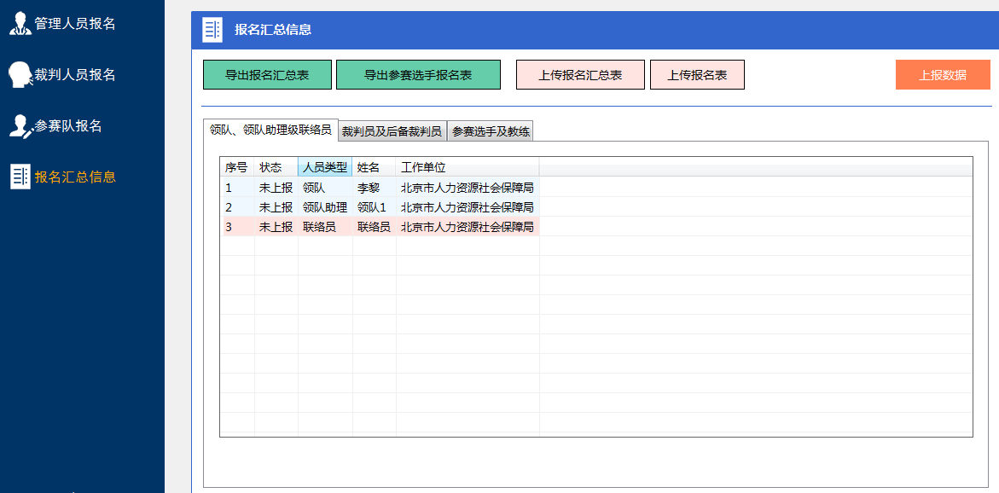 管理人员报名
裁判人员报名
参赛队报名
报名汇总信息
报名汇总信息
导出报名汇总表 导出参赛选手报名表 上传报名汇总表 上传报名表 上报数据
领队、领队助理级联络员 裁判员及后备裁判员 参赛选手及教练
序号 状态 人员类型 姓名 工作单位
1 未上报 领队 李黎 北京市人力资源社会保障局
2 未上报 领队助理 领队1 北京市人力资源社会保障局
3 未上报 联络员 联络员 北京市人力资源社会保障局